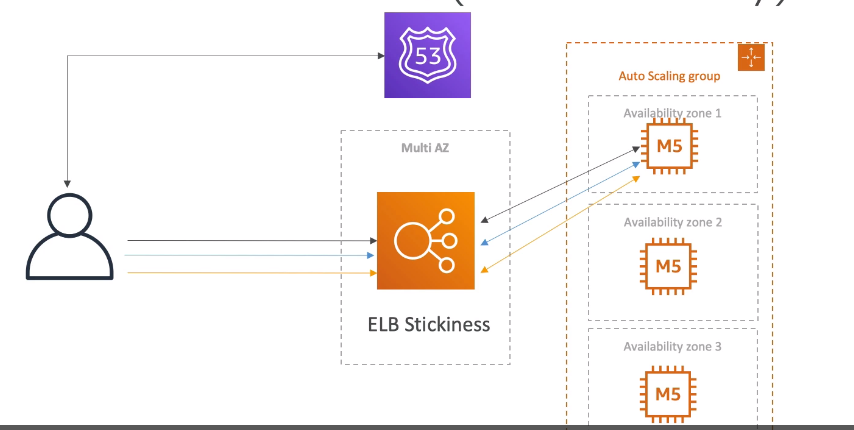 53
Auto Scaling group
Availability zone 1
M5
Multi AZ
Availability zone 2
M5
ELB Stickiness
Availability zone 3
M5